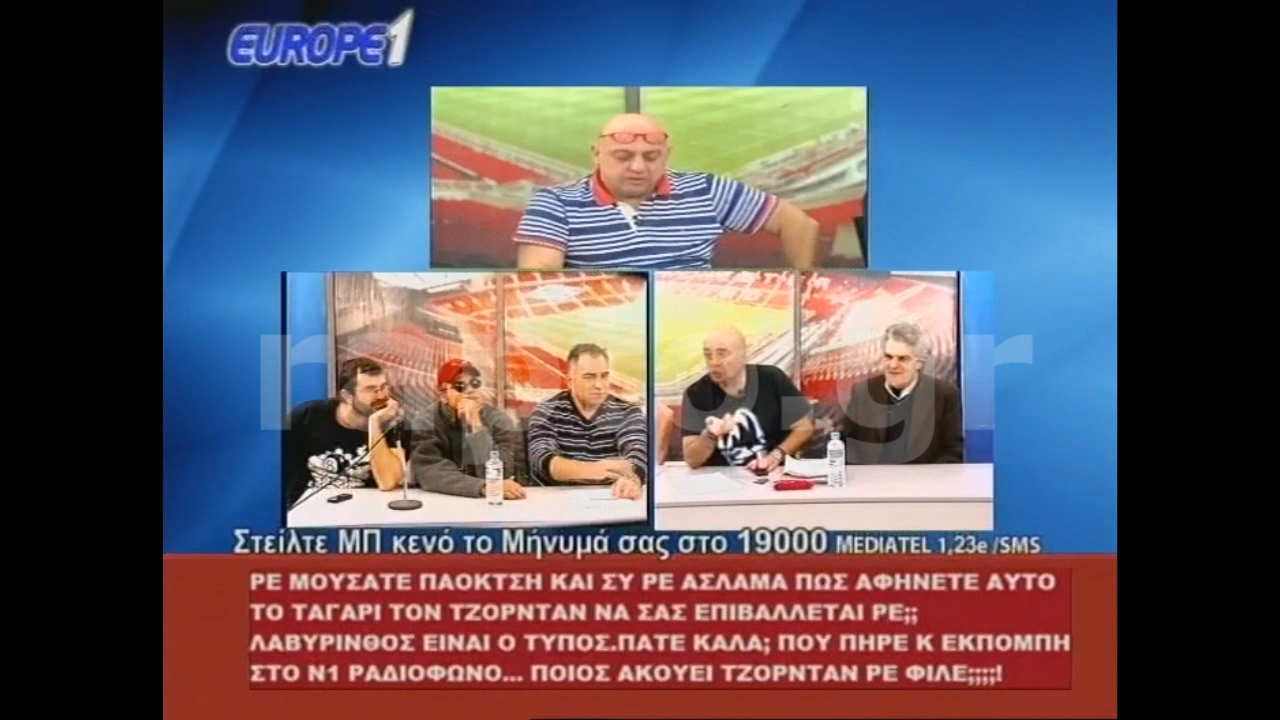 EUROPE1
Στείλτε ΜΠ κενό το Μήνυμά σας στο 19000 MEDIATEL 1,23e /SMS
ΡΕ ΜΟΥΣΑΤΕ ΠΑΟΚΤΣΗ ΚΑΙ ΣΥ ΡΕ ΑΣΛΑΜΑ ΠΩΣ ΑΦΗΝΕΤΕ ΑΥΤΟ
ΤΟ ΤΑΓΑΡΙ ΤΟΝ ΤΖΟΡΝΤΑΝ ΝΑ ΣΑΣ ΕΠΙΒΑΛΛΕΤΑΙ ΡΕ;;
ΛΑΒΥΡΙΝΘΟΣ ΕΙΝΑΙ Ο ΤΥΠΟΣ.ΠΑΤΕ ΚΑΛΑ; ΠΟΥ ΠΗΡΕ Κ ΕΚΠΟΜΠΗ
ΣΤΟ Ν1 ΡΑΔΙΟΦΩΝΟ... ΠΟΙΟΣ ΑΚΟΥΕΙ ΤΖΟΡΝΤΑΝ ΡΕ ΦΙΛΕ;;;;!